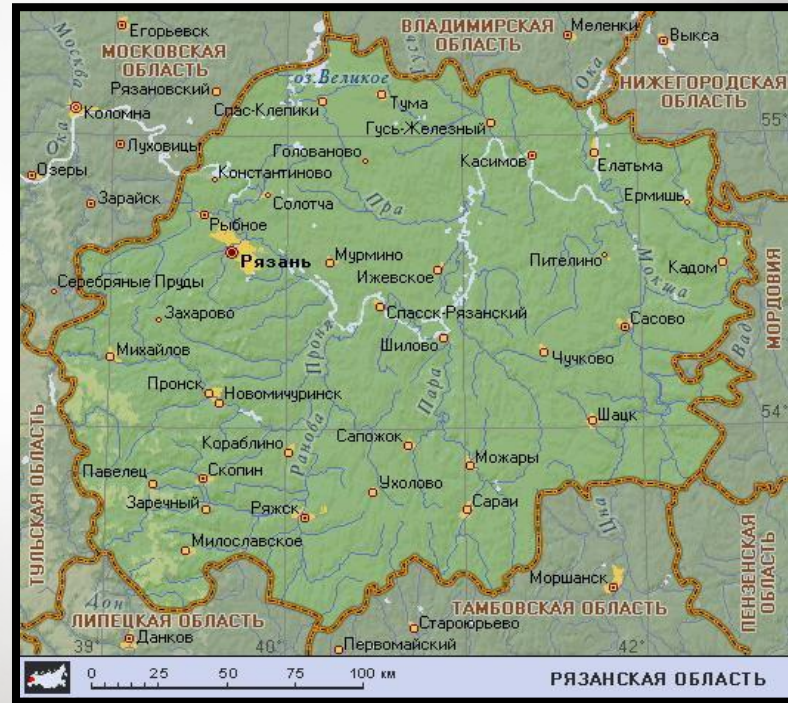 Егорьевск
ВЛАДИМИРСКАЯ
ОБЛАСТЬ
Меленки
Выкса
Москва
МОСКОВСКАЯ
ОБЛАСТЬ
оз.Великое
Ока
НИЖЕГОРОДСКАЯ
ОБЛАСТЬ
Рязановский
Спас-Клепики
Тума
Коломна
Гусь-Железный
55°
Ока
Луховицы
Голованово
Касимов
Елатьма
Озеры
Константиново
Ермишь
Зарайск
Солотча
Пра
Рыбное
Рязань
Мурмино
Ижевское
Пителино
Мокша
Кадом
МОРДОВИЯ
Серебряные Пруды
Захарово
Спасск-Рязанский
Сасово
Проня
Шилово
Вад
Михайлов
Чучково
Пронск
Новомичуринск
Пара
Шацк
54°
Кораблино
Сапожок
Ранова
Можары
Павелец
Скопин
Ухолово
Заречный
Ряжск
Сараи
Цна
ТУЛЬСКАЯ ОБЛАСТЬ
Милославское
Моршанск
ПЕНЗЕНСКАЯ
ОБЛАСТЬ
Дон
ЛИПЕЦКАЯ ОБЛАСТЬ
ТАМБОВСКАЯ ОБЛАСТЬ
Староюрьево
39°
Данков
40°
Первомайский
42°
0 25 50 75 100 км
РЯЗАНСКАЯ ОБЛАСТЬ